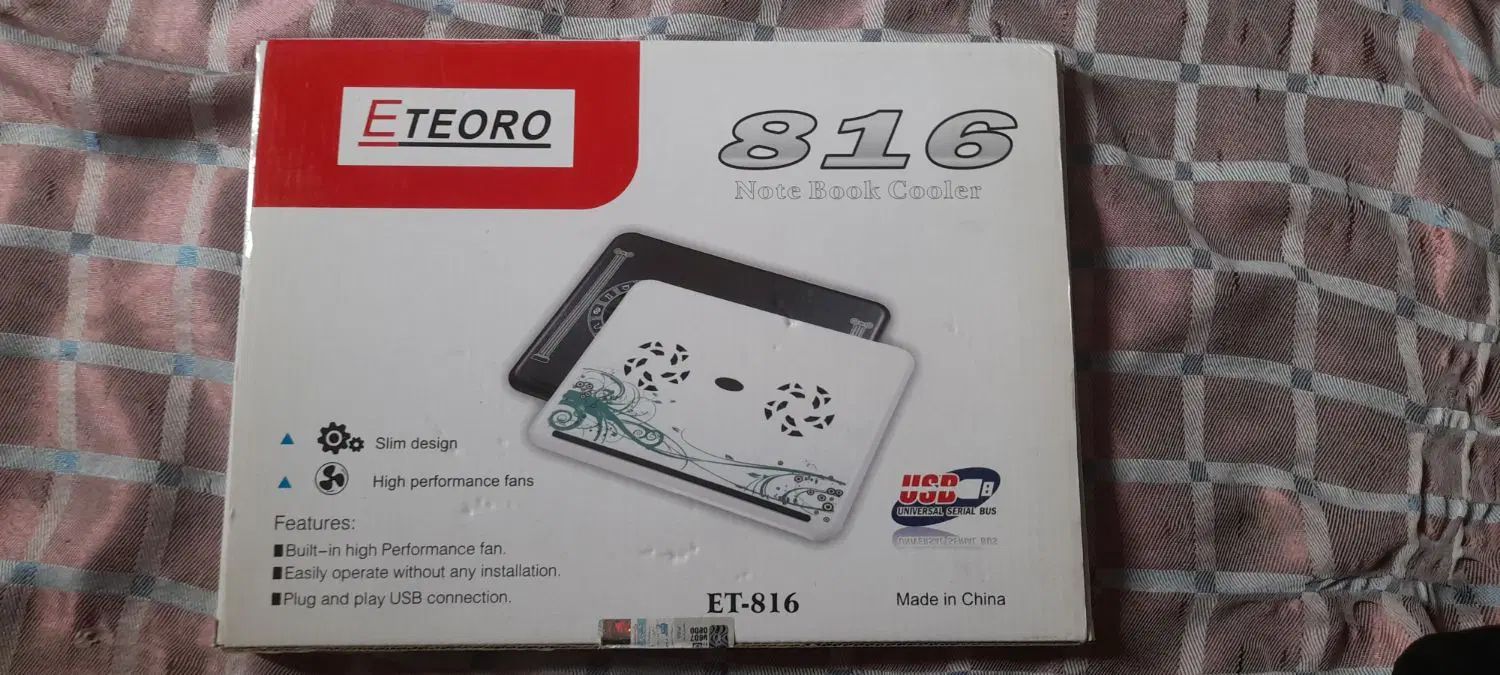 ETEORO
816
Note Book Cooler
Slim design
High performance fans
Features:
Built-in high Performance fan.
Easily operate without any installation.
Plug and play USB connection.
USB
UNIVERSAL SERIAL BUS
ET-816
Made in China